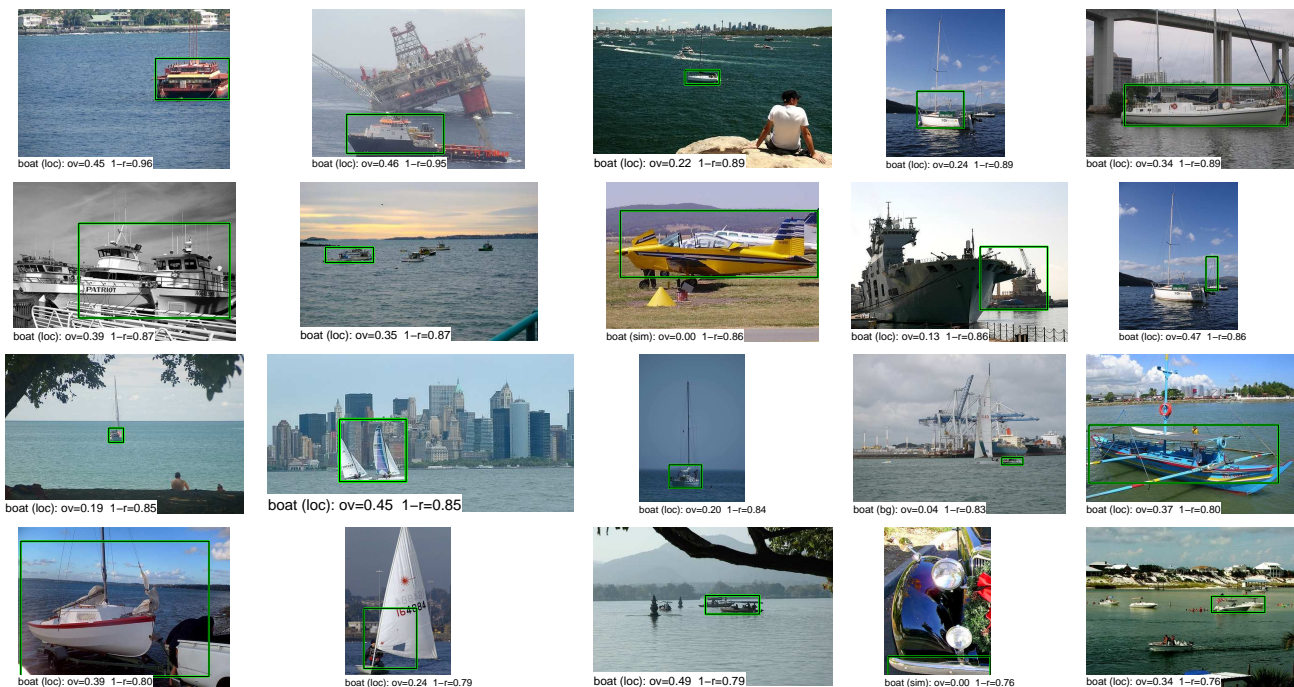 boat (loc): ov=0.45 1−r=0.96
boat (loc): ov=0.46 1−r=0.95
boat (loc): ov=0.22 1−r=0.89
boat (loc): ov=0.24 1−r=0.89
boat (loc): ov=0.34 1−r=0.89
PATRIOT
boat (loc): ov=0.39 1−r=0.87
boat (loc): ov=0.35 1−r=0.87
boat (sim): ov=0.00 1−r=0.86
boat (loc): ov=0.13 1−r=0.86
boat (loc): ov=0.47 1−r=0.86
boat (loc): ov=0.19 1−r=0.85
boat (loc): ov=0.45 1−r=0.85
boat (loc): ov=0.20 1−r=0.84
boat (bg): ov=0.04 1−r=0.83
boat (loc): ov=0.37 1−r=0.80
boat (loc): ov=0.39 1−r=0.80
boat (loc): ov=0.24 1−r=0.79
boat (loc): ov=0.49 1−r=0.79
boat (sim): ov=0.00 1−r=0.76
boat (loc): ov=0.34 1−r=0.76